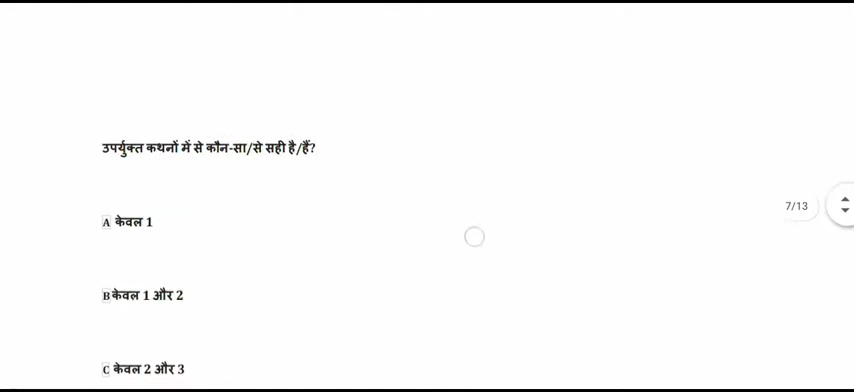 उपर्युक्त कथनों में से कौन-सा/से सही है/हैं?
7/13
A केवल 1
B केवल 1 और 2
C केवल 2 और 3